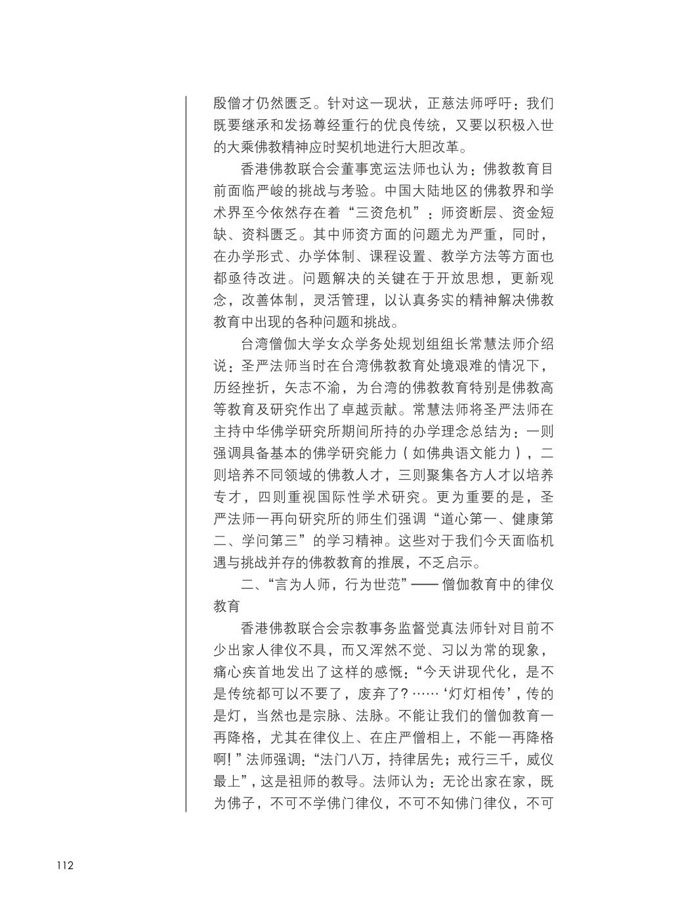 殷僧才仍然匮乏。针对这一现状，正慈法师呼吁：我们
既要继承和发扬尊经重行的优良传统，又要以积极入世
的大乘佛教精神应时契机地进行大胆改革。
香港佛教联合会董事宽运法师也认为：佛教教育目
前面临严峻的挑战与考验。中国大陆地区的佛教界和学
术界至今依然存在着“三资危机”：师资断层、资金短
缺、资料匮乏。其中师资方面的问题尤为严重，同时，
在办学形式、办学体制、课程设置、教学方法等方面也
都亟待改进。问题解决的关键在于开放思想，更新观
念，改善体制，灵活管理，以认真务实的精神解决佛教
教育中出现的各种问题和挑战。
台湾僧伽大学女众学务处规划组组长常慧法师介绍
说：圣严法师当时在台湾佛教教育处境艰难的情况下，
历经挫折，矢志不渝，为台湾的佛教教育特别是佛教高
等教育及研究作出了卓越贡献。常慧法师将圣严法师在
主持中华佛学研究所期间所持的办学理念总结为：一则
强调具备基本的佛学研究能力（如佛典语文能力），二
则培养不同领域的佛教人才，三则聚集各方人才以培养
专才，四则重视国际性学术研究。更为重要的是，圣
严法师一再向研究所的师生们强调“道心第一、健康第
二、学问第三”的学习精神。这些对于我们今天面临机
遇与挑战并存的佛教教育的推展，不乏启示。
二、“言为人师，行为世范”——僧伽教育中的律仪
教育
香港佛教联合会宗教事务监督觉真法师针对目前不
少出家人律仪不具，而又浑然不觉、习以为常的现象，
痛心疾首地发出了这样的感慨：“今天讲现代化，是不
是传统都可以不要了，废弃了？……‘灯灯相传’，传的
是灯，当然也是宗脉、法脉。不能让我们的僧伽教育一
再降格，尤其在律仪上、在庄严僧相上，不能一再降格
啊！”法师强调：“法门八万，持律居先；戒行三千，威仪
最上”，这是祖师的教导。法师认为：无论出家在家，既
为佛子，不可不学佛门律仪，不可不知佛门律仪，不可
112